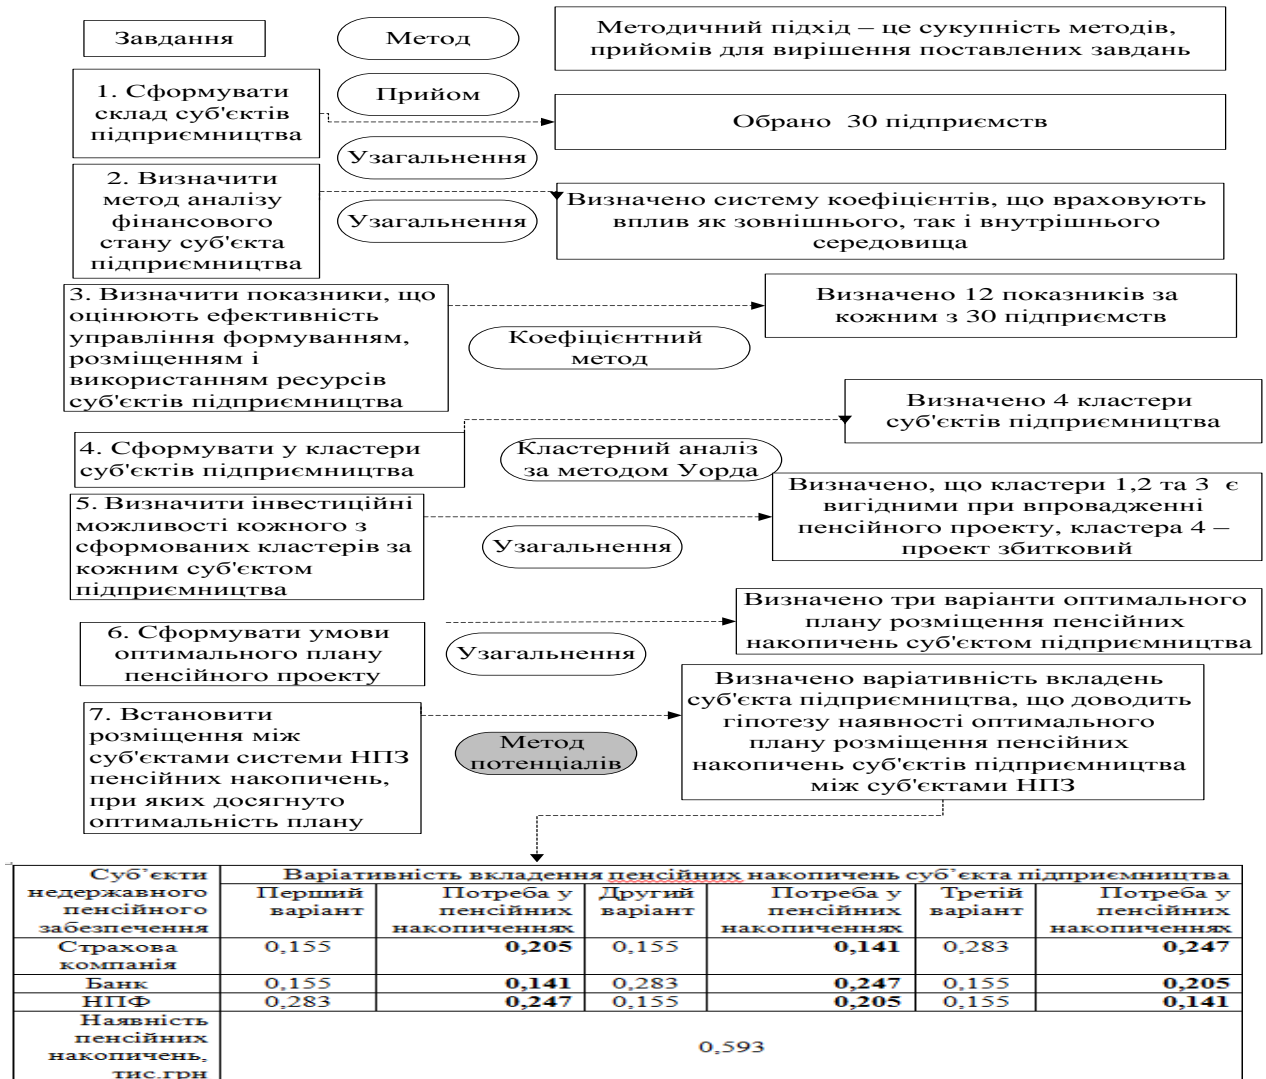 Завдання
Метод
Методичний підхід – це сукупність методів,
прийомів для вирішення поставлених завдань
1. Сформувати
склад суб'єктів
підприємництва
Прийом
Обрано 30 підприємств
Узагальнення
2. Визначити
метод аналізу
фінансового
стану суб'єкта
підприємництва
Узагальнення
Визначено систему коефіцієнтів, що враховують
вплив як зовнішнього, так і внутрішнього
середовища
3. Визначити показники, що
оцінюють ефективність
управління формуванням,
розміщенням і
використанням ресурсів
суб'єктів підприємництва
Коефіцієнтний
метод
Визначено 12 показників за
кожним з 30 підприємств
4. Сформувати у кластери
суб'єктів підприємництва
Кластерний аналіз
за методом Уорда
Визначено 4 кластери
суб'єктів підприємництва
5. Визначити інвестиційні
можливості кожного з
сформованих кластерів за
кожним суб'єктом
підприємництва
Узагальнення
Визначено, що кластери 1,2 та 3 є
вигідними при впровадженні
пенсійного проекту, кластера 4 –
проект збитковий
6. Сформувати умови
оптимального плану
пенсійного проекту
Узагальнення
Визначено три варіанти оптимального
плану розміщення пенсійних
накопичень суб'єктом підприємництва
7. Встановити
розміщення між
суб'єктами системи НПЗ
пенсійних накопичень,
при яких досягнуто
оптимальність плану
Метод
потенціалів
Визначено варіативність вкладень
суб'єкта підприємництва, що доводить
гіпотезу наявності оптимального
плану розміщення пенсійних
накопичень суб'єктів підприємництва
між суб'єктами НПЗ
Суб'єкти
недержавного
пенсійного
забезпечення
Варіативність вкладення пенсійних накопичень суб'єкта підприємництва
Перший
варіант
Потреба у
пенсійних
накопиченнях
Другий
варіант
Потреба у
пенсійних
накопиченнях
Третій
варіант
Потреба у
пенсійних
накопиченнях
Страхова
компанія
0,155 0,205 0,155 0,141 0,283 0,247
Банк 0,155 0,141 0,283 0,247 0,155 0,205
НПФ 0,283 0,247 0,155 0,205 0,155 0,141
Наявність
пенсійних
накопичень,
тис.грн
0,593